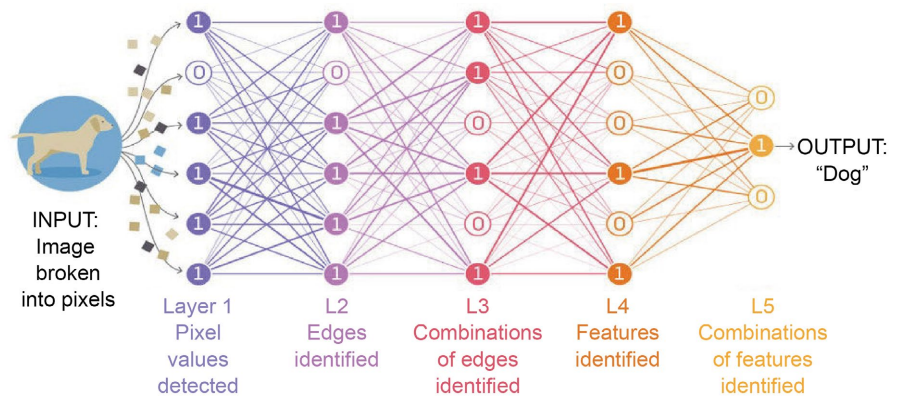 1 1 1 1
0 0 1 0
0
1 1 0 0
1
OUTPUT:
"Dog"
1 1 1 1
0
INPUT:
Image
broken
into pixels
1 1 0 0
1 1 1 1
Layer 1
Pixel
values
detected
L2
Edges
identified
L3
Combinations
of edges
identified
L4
Features
identified
L5
Combinations
of features
identified